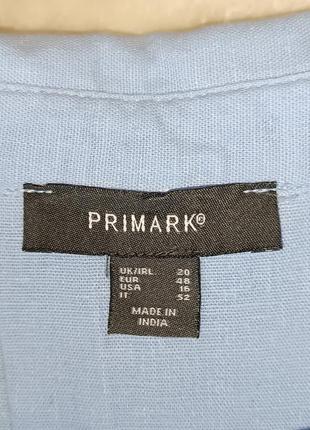 PRIMARK®
UK/IRL 20
EUR 48
USA 16
IT 52
MADE IN
INDIA